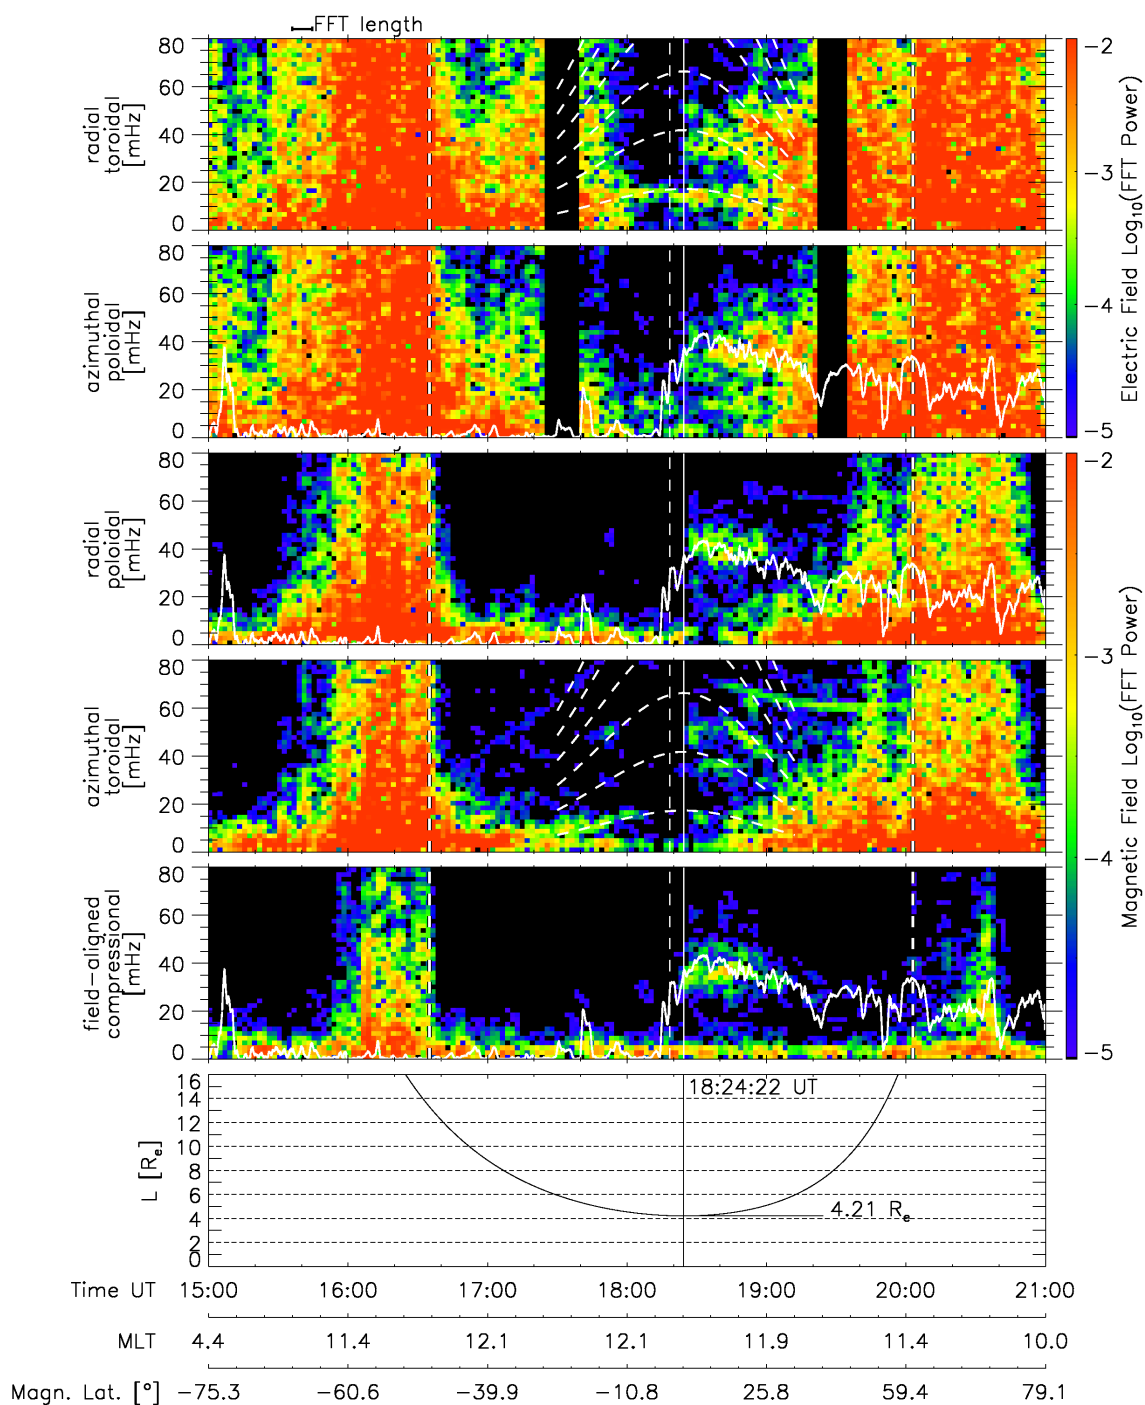 FFT length
80
60
40
20
0
radial
toroidal
[mHz]
80
60
40
20
0
azimuthal
poloidal
[mHz]
80
60
40
20
0
radial
poloidal
[mHz]
80
60
40
20
0
azimuthal
toroidal
[mHz]
80
60
40
20
0
field-aligned
compressional
[mHz]
-2
-3
-4
-5
Electric Field Log10(FFT Power)
-2
-3
-4
-5
Magnetic Field Log10(FFT Power)
16
14
12
10
8
6
4
2
0
L [Re]
18:24:22 UT
4.21 Re
Time UT 15:00 16:00 17:00 18:00 19:00 20:00 21:00
MLT 4.4 11.4 12.1 12.1 11.9 11.4 10.0
Magn. Lat. [°] -75.3 -60.6 -39.9 -10.8 25.8 59.4 79.1